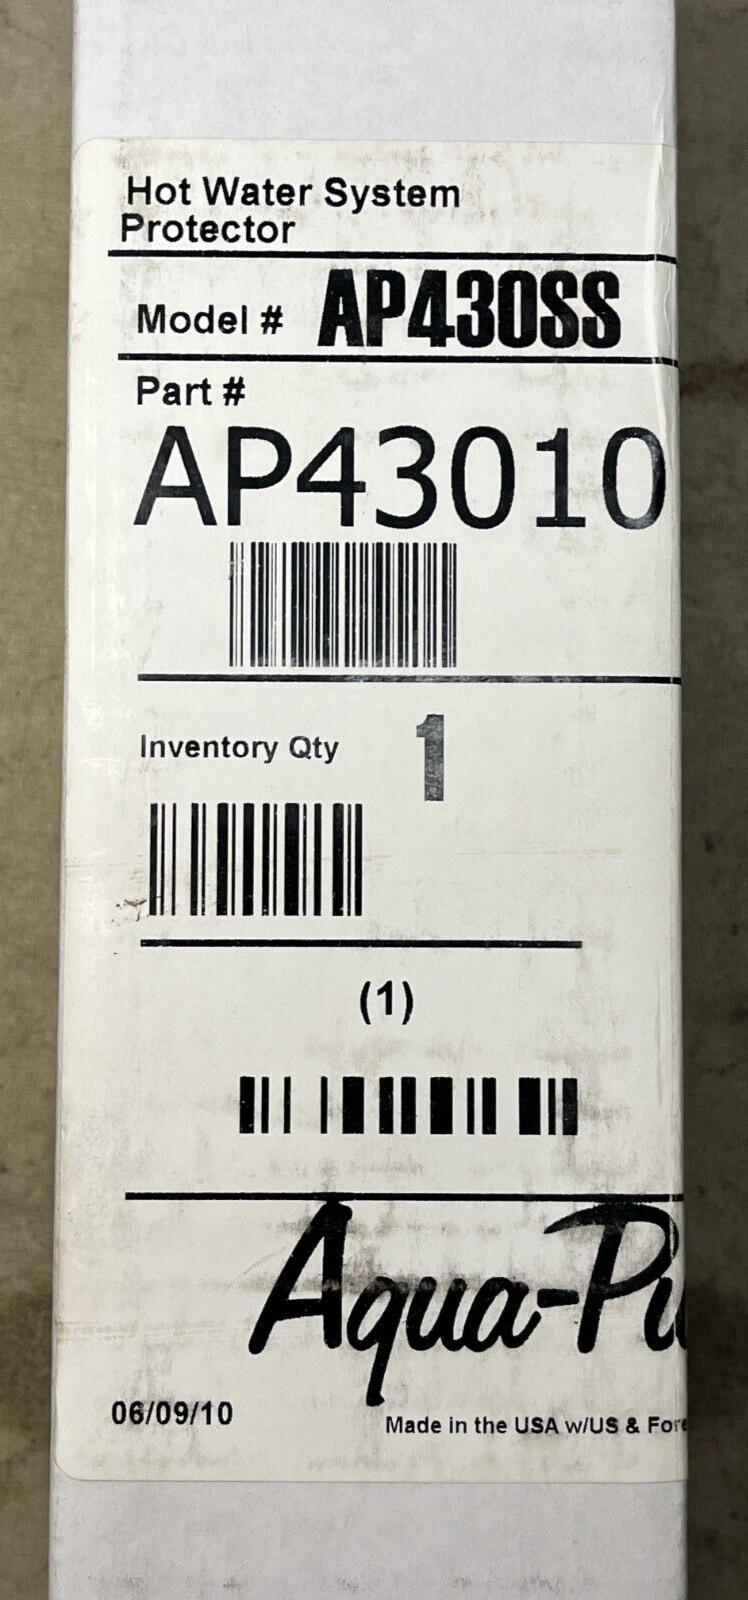 Hot Water System
Protector
Model # AP430SS
Part #
AP43010
Inventory Qty 1
(1)
Aqua-Pu
06/09/10
Made in the USA w/US & Fore